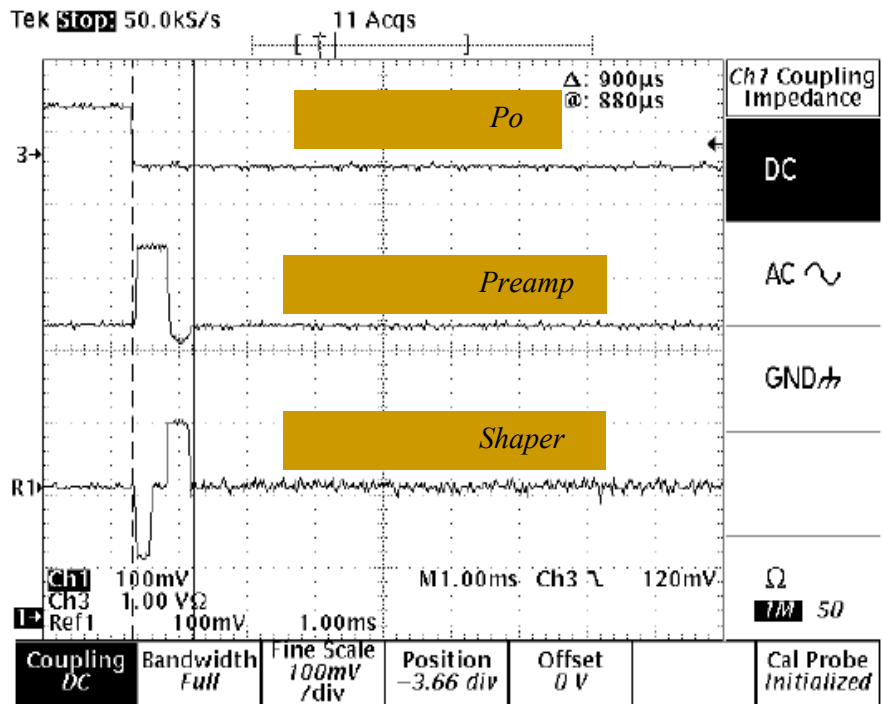 Tek Stop: 50.0kS/s 11 Acqs
Δ: 900µs
@: 880µs
Po
3
Preamp
Shaper
R1
Ch1 100mV M1.00ms Ch3 120mV
Ch3 1.00 VΩ
1
Ref1 100mV 1.00ms
Ch1 Coupling
Impedance
DC
AC
GND
Ω
1M 50
Coupling
DC
Bandwidth
Full
Fine Scale
100mV
/div
Position
−3.66 div
Offset
0 V
Cal Probe
Initialized